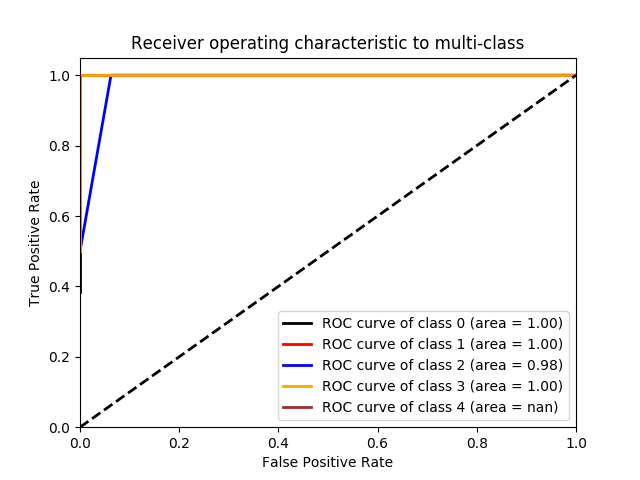 Receiver operating characteristic to multi-class
1.0
0.8
0.6
0.4
0.2
0.0
True Positive Rate
ROC curve of class 0 (area = 1.00)
ROC curve of class 1 (area = 1.00)
ROC curve of class 2 (area = 0.98)
ROC curve of class 3 (area = 1.00)
ROC curve of class 4 (area = nan)
0.0 0.2 0.4 0.6 0.8 1.0
False Positive Rate